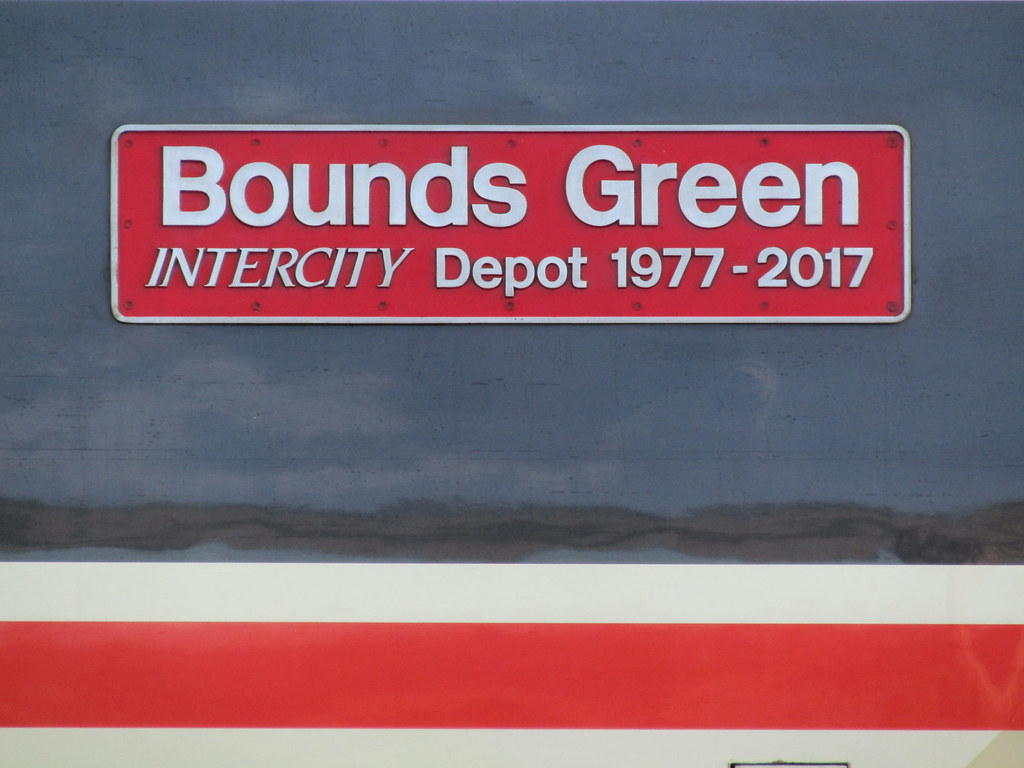 Bounds Green
INTERCITY Depot 1977-2017